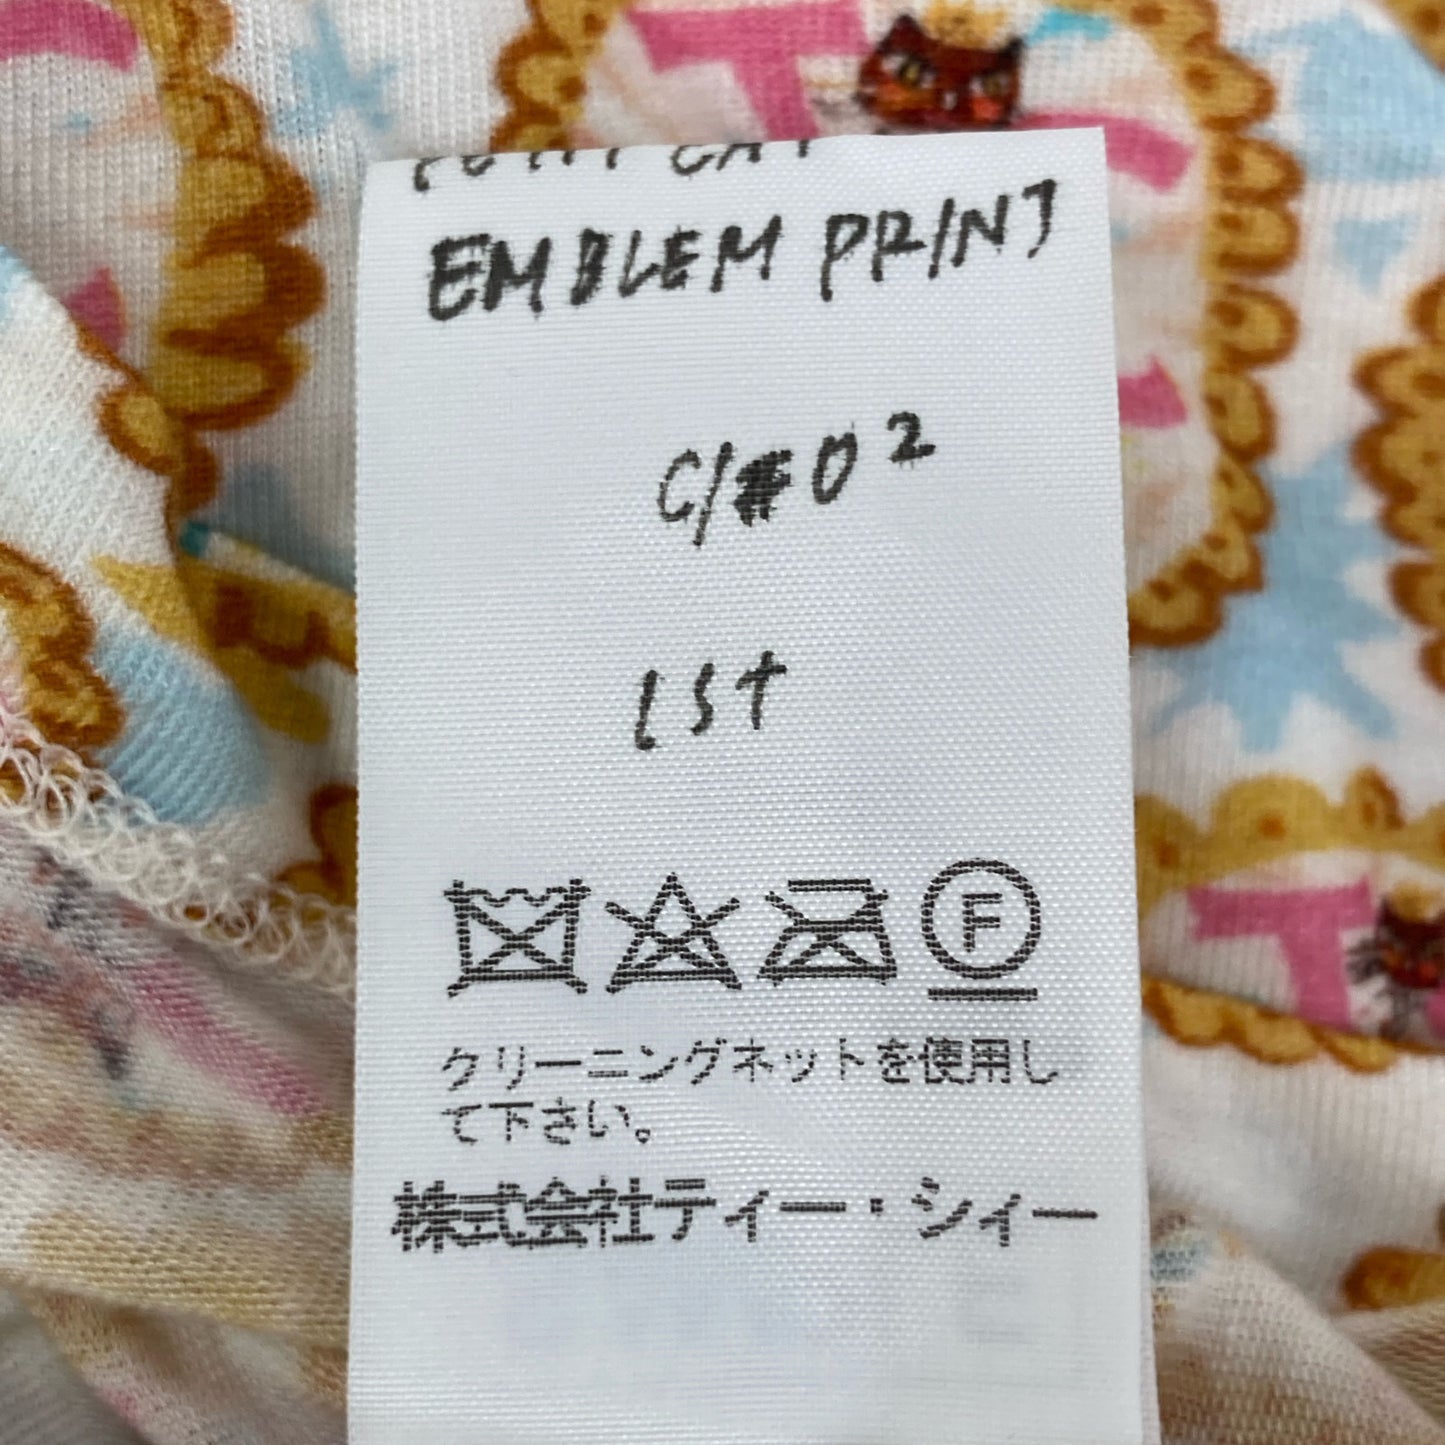 EMBLEM PRINT
C/#02
1ST
F
クリーニングネットを使用し
て下さい。
株式会社ティー・シィー